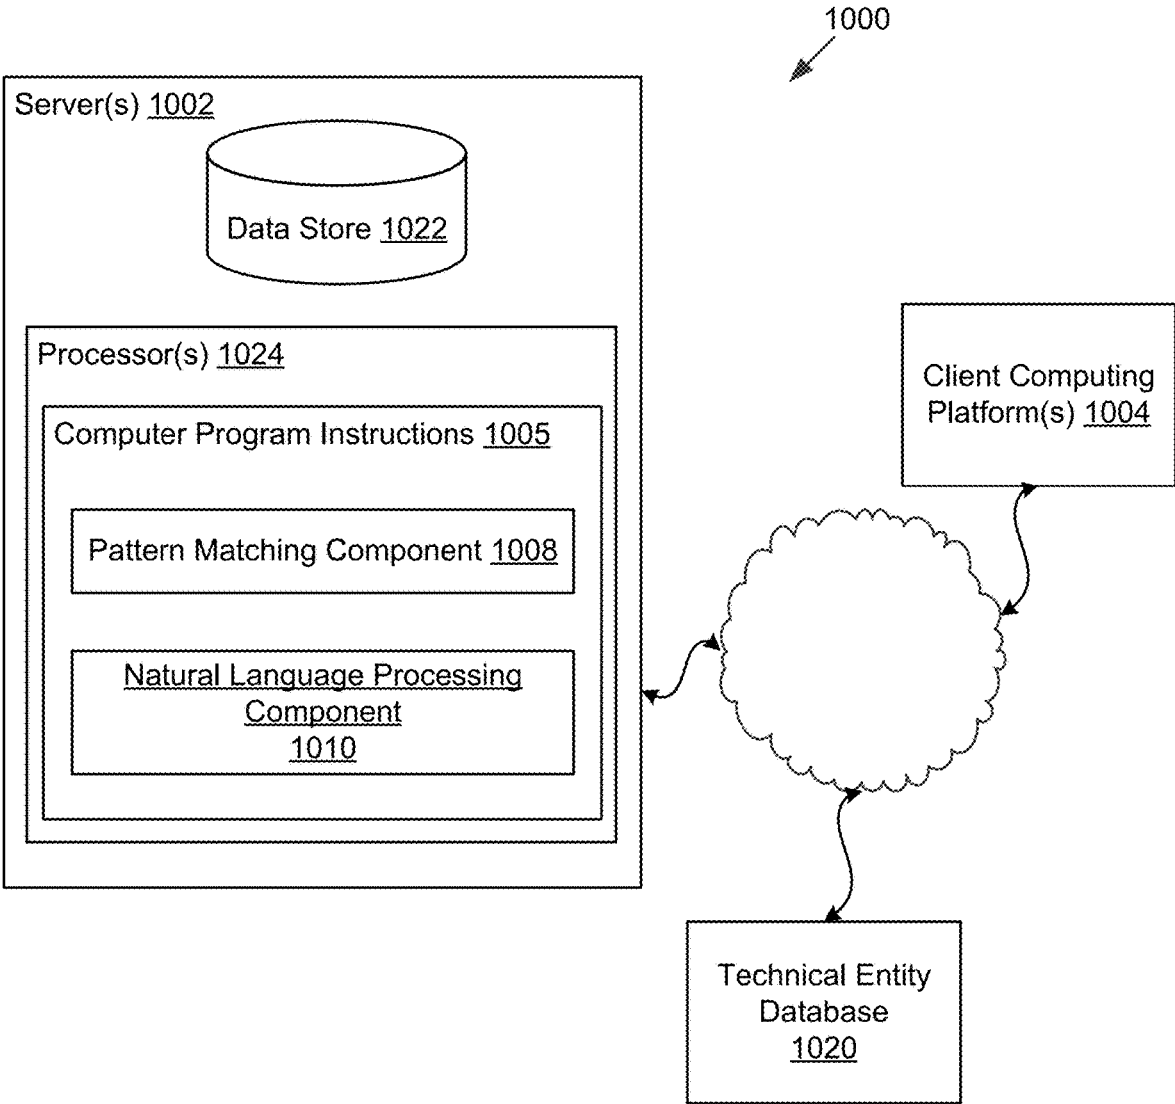 1000
Server(s) 1002
Data Store 1022
Processor(s) 1024
Computer Program Instructions 1005
Pattern Matching Component 1008
Natural Language Processing
Component
1010
Client Computing
Platform(s) 1004
Technical Entity
Database
1020